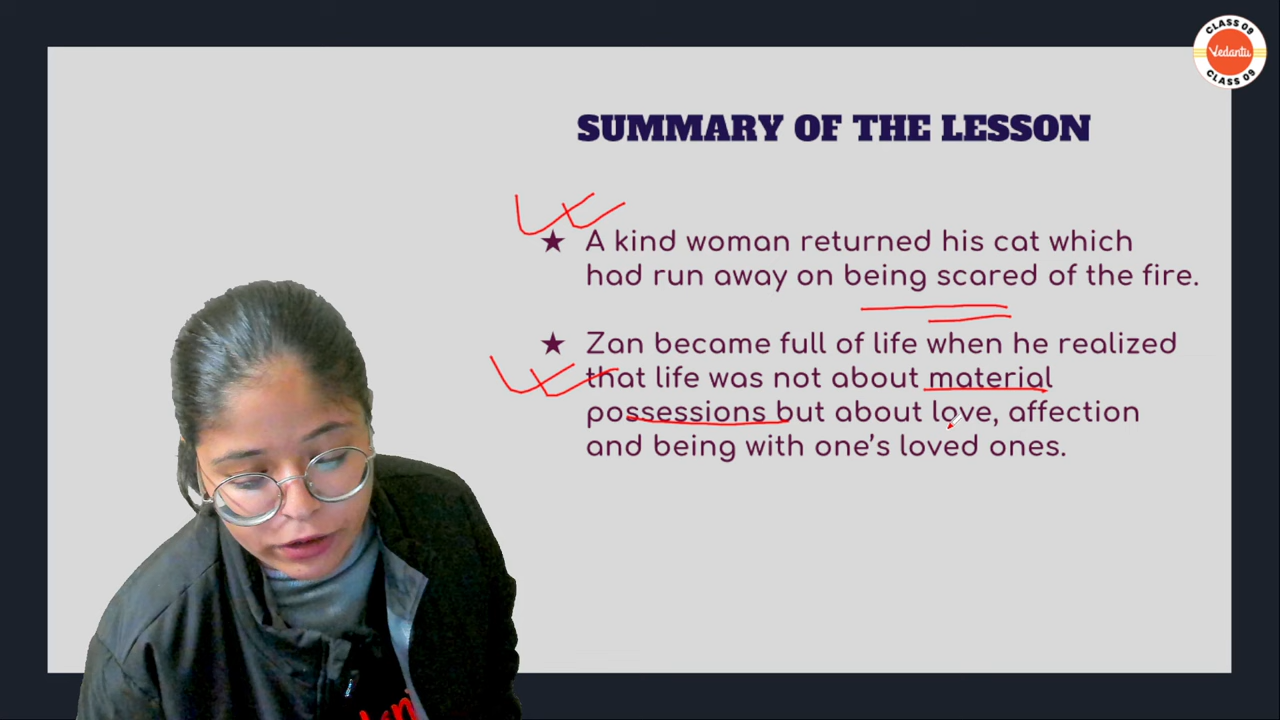 CLASS 09
Vedantu
CLASS 09
SUMMARY OF THE LESSON
★ A kind woman returned his cat which
had run away on being scared of the fire.
★ Zan became full of life when he realized
that life was not about material
possessions but about love, affection
and being with one's loved ones.